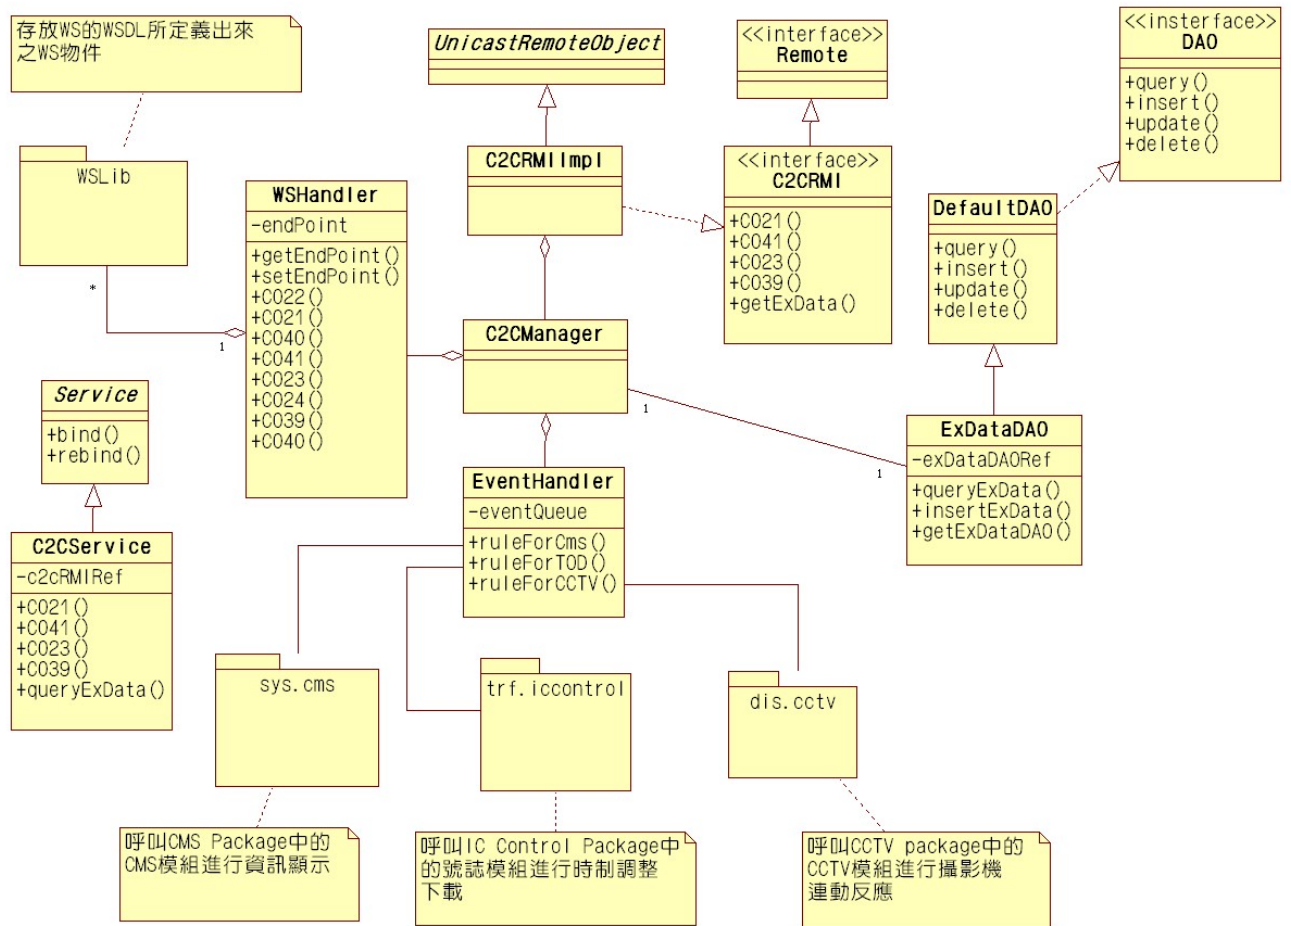 存放WS的WSDL所定義出來
之WS物件
WSLib
*
1
WSHandler
-endPoint
+getEndPoint()
+setEndPoint()
+C022()
+C021()
+C040()
+C041()
+C023()
+C024()
+C039()
+C040()
UnicastRemoteObject
C2CRMIImpl
<<interface>>
Remote
<<interface>>
C2CRMI
+C021()
+C041()
+C023()
+C039()
+getExData()
<<insterface>>
DAO
+query()
+insert()
+update()
+delete()
DefaultDAO
+query()
+insert()
+update()
+delete()
C2CManager
1
1
ExDataDAO
-exDataDAORef
+queryExData()
+insertExData()
+getExDataDAO()
Service
+bind()
+rebind()
C2CService
-c2cRMIRef
+C021()
+C041()
+C023()
+C039()
+queryExData()
EventHandler
-eventQueue
+ruleForCms()
+ruleForTOD()
+ruleForCCTV()
sys.cms
trf.iccontrol
dis.cctv
呼叫CMS Package中的
CMS模組進行資訊顯示
呼叫IC Control Package中
的號誌模組進行時制調整
下載
呼叫CCTV package中的
CCTV模組進行攝影機
連動反應